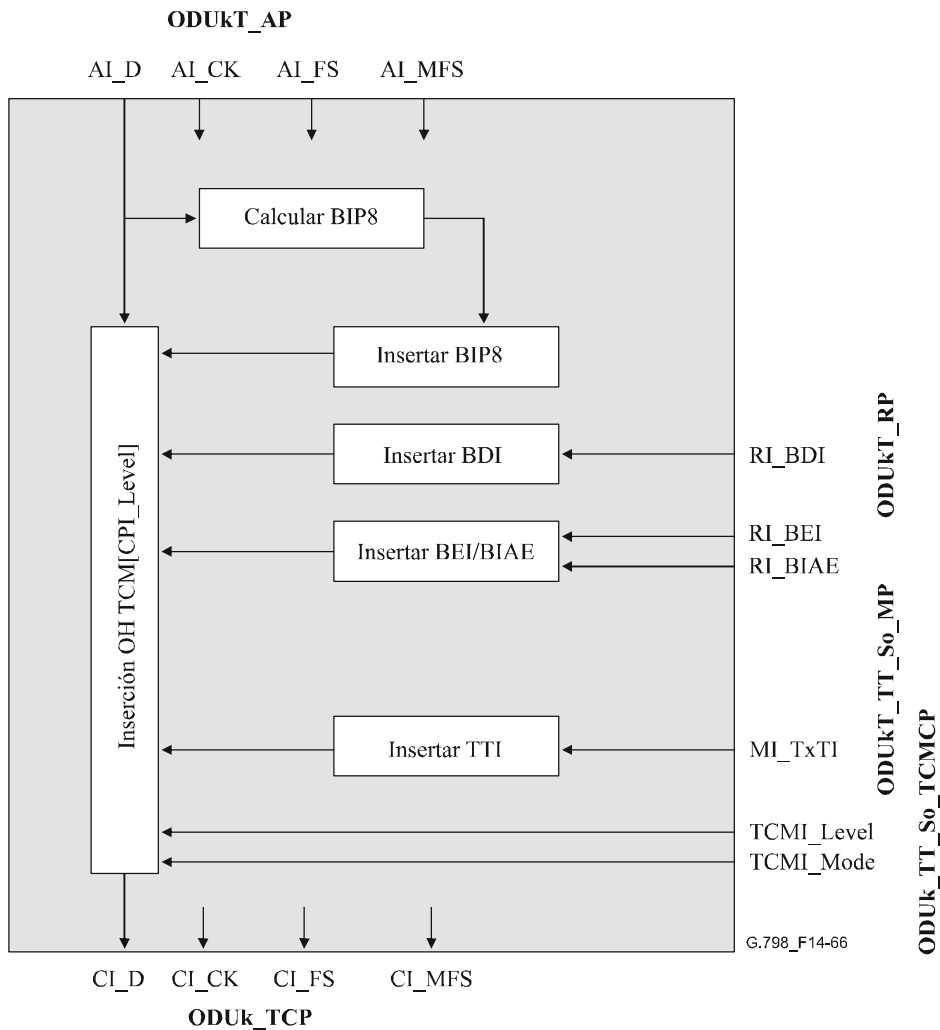 ODUkT_AP
AI_D AI_CK AI_FS AI_MFS
Calcular BIP8
Insertar BIP8
Insertar BDI
RI_BDI
ODUkT_RP
Insertar BEI/BIAE
RI_BEI
RI_BIAE
Inserción OH TCM[CPI_Level]
ODUkT_TT_So_MP
Insertar TTI
MI_TxTI
TCMI_Level
TCMI_Mode
ODUk_TT_So_TCMCP
G.798_F14-66
CI_D CI_CK CI_FS CI_MFS
ODUk_TCP